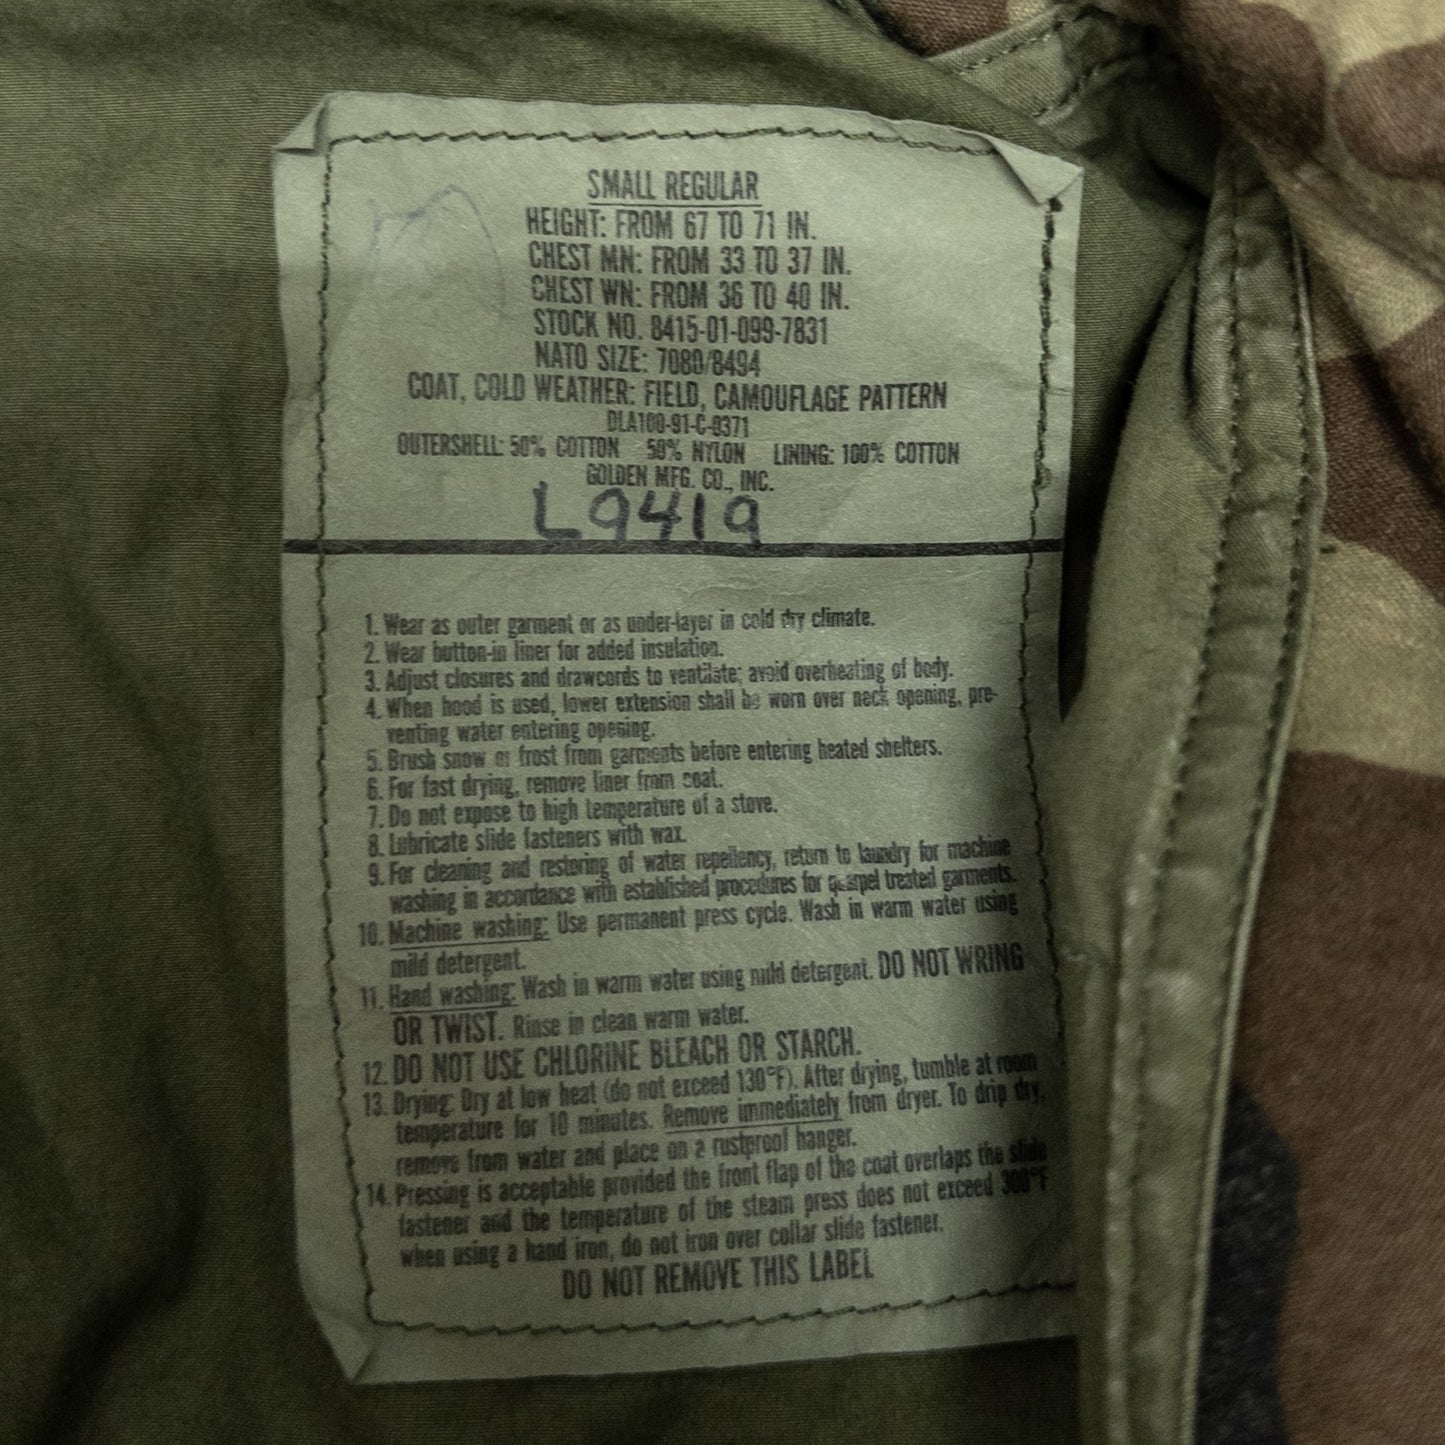 SMALL REGULAR
HEIGHT: FROM 67 TO 71 IN.
CHEST MN: FROM 33 TO 37 IN.
CHEST WN: FROM 36 TO 40 IN.
STOCK NO. 8415-01-099-7831
NATO SIZE: 7080/8494
COAT, COLD WEATHER: FIELD, CAMOUFLAGE PATTERN
DLA100-91-C-0371
OUTERSHELL: 50% COTTON 50% NYLON LINING: 100% COTTON
GOLDEN MFG. CO., INC.
L9419
1. Wear as outer garment or as under-layer in cold dry climate.
2. Wear button-in liner for added insulation.
3. Adjust closures and drawcords to ventilate; avoid overheating of body.
4. When hood is used, lower extension shall be worn over neck opening, pre-
venting water entering opening.
5. Brush snow or frost from garments before entering heated shelters.
6. For fast drying, remove liner from coat.
7. Do not expose to high temperature of a stove.
8. Lubricate slide fasteners with wax.
9. For cleaning and restoring of water repellency, return to laundry for machine
washing in accordance with established procedures for quarpel treated garments.
10. Machine washing: Use permanent press cycle. Wash in warm water using
mild detergent.
11. Hand washing: Wash in warm water using mild detergent. DO NOT WRING
OR TWIST. Rinse in clean warm water.
12. DO NOT USE CHLORINE BLEACH OR STARCH.
13. Drying: Dry at low heat (do not exceed 130°F). After drying, tumble at room
temperature for 10 minutes. Remove immediately from dryer. To drip dry,
remove from water and place on a rustproof hanger.
14. Pressing is acceptable provided the front flap of the coat overlaps the slide
fastener and the temperature of the steam press does not exceed 300°F
when using a hand iron, do not iron over collar slide fastener.
DO NOT REMOVE THIS LABEL